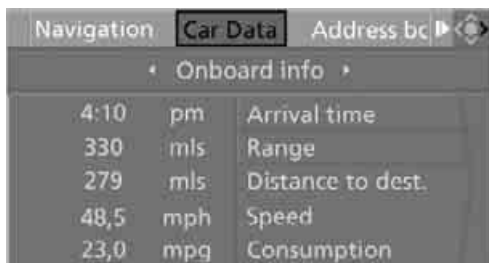 Navigation Car Data Address bo
Onboard info
4:10 pm Arrival time
330 mls Range
279 mls Distance to dest.
48,5 mph Speed
23,0 mpg Consumption